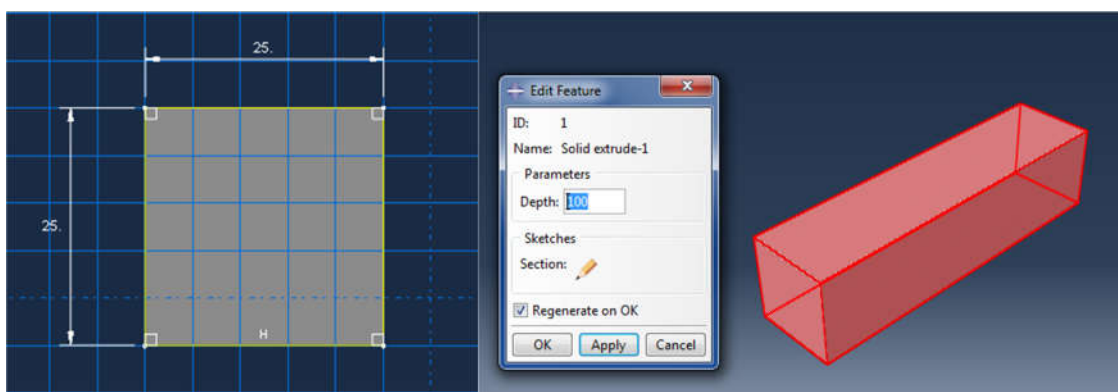 25.
25.
H
Edit Feature
ID: 1
Name: Solid extrude-1
Parameters
Depth: 100
Sketches
Section:
Regenerate on OK
OK Apply Cancel